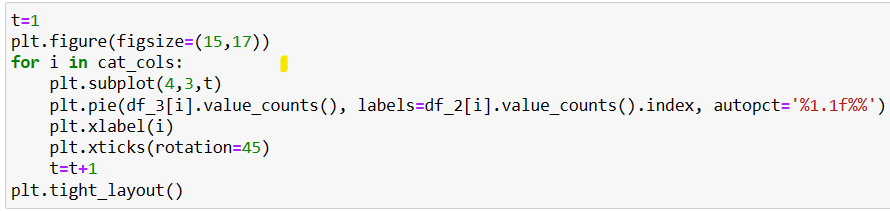 t=1
plt.figure(figsize=(15,17))
for i in cat_cols:
    plt.subplot(4,3,t)
    plt.pie(df_3[i].value_counts(), labels=df_2[i].value_counts().index, autopct='%1.1f%%')
    plt.xlabel(i)
    plt.xticks(rotation=45)
    t=t+1
plt.tight_layout()